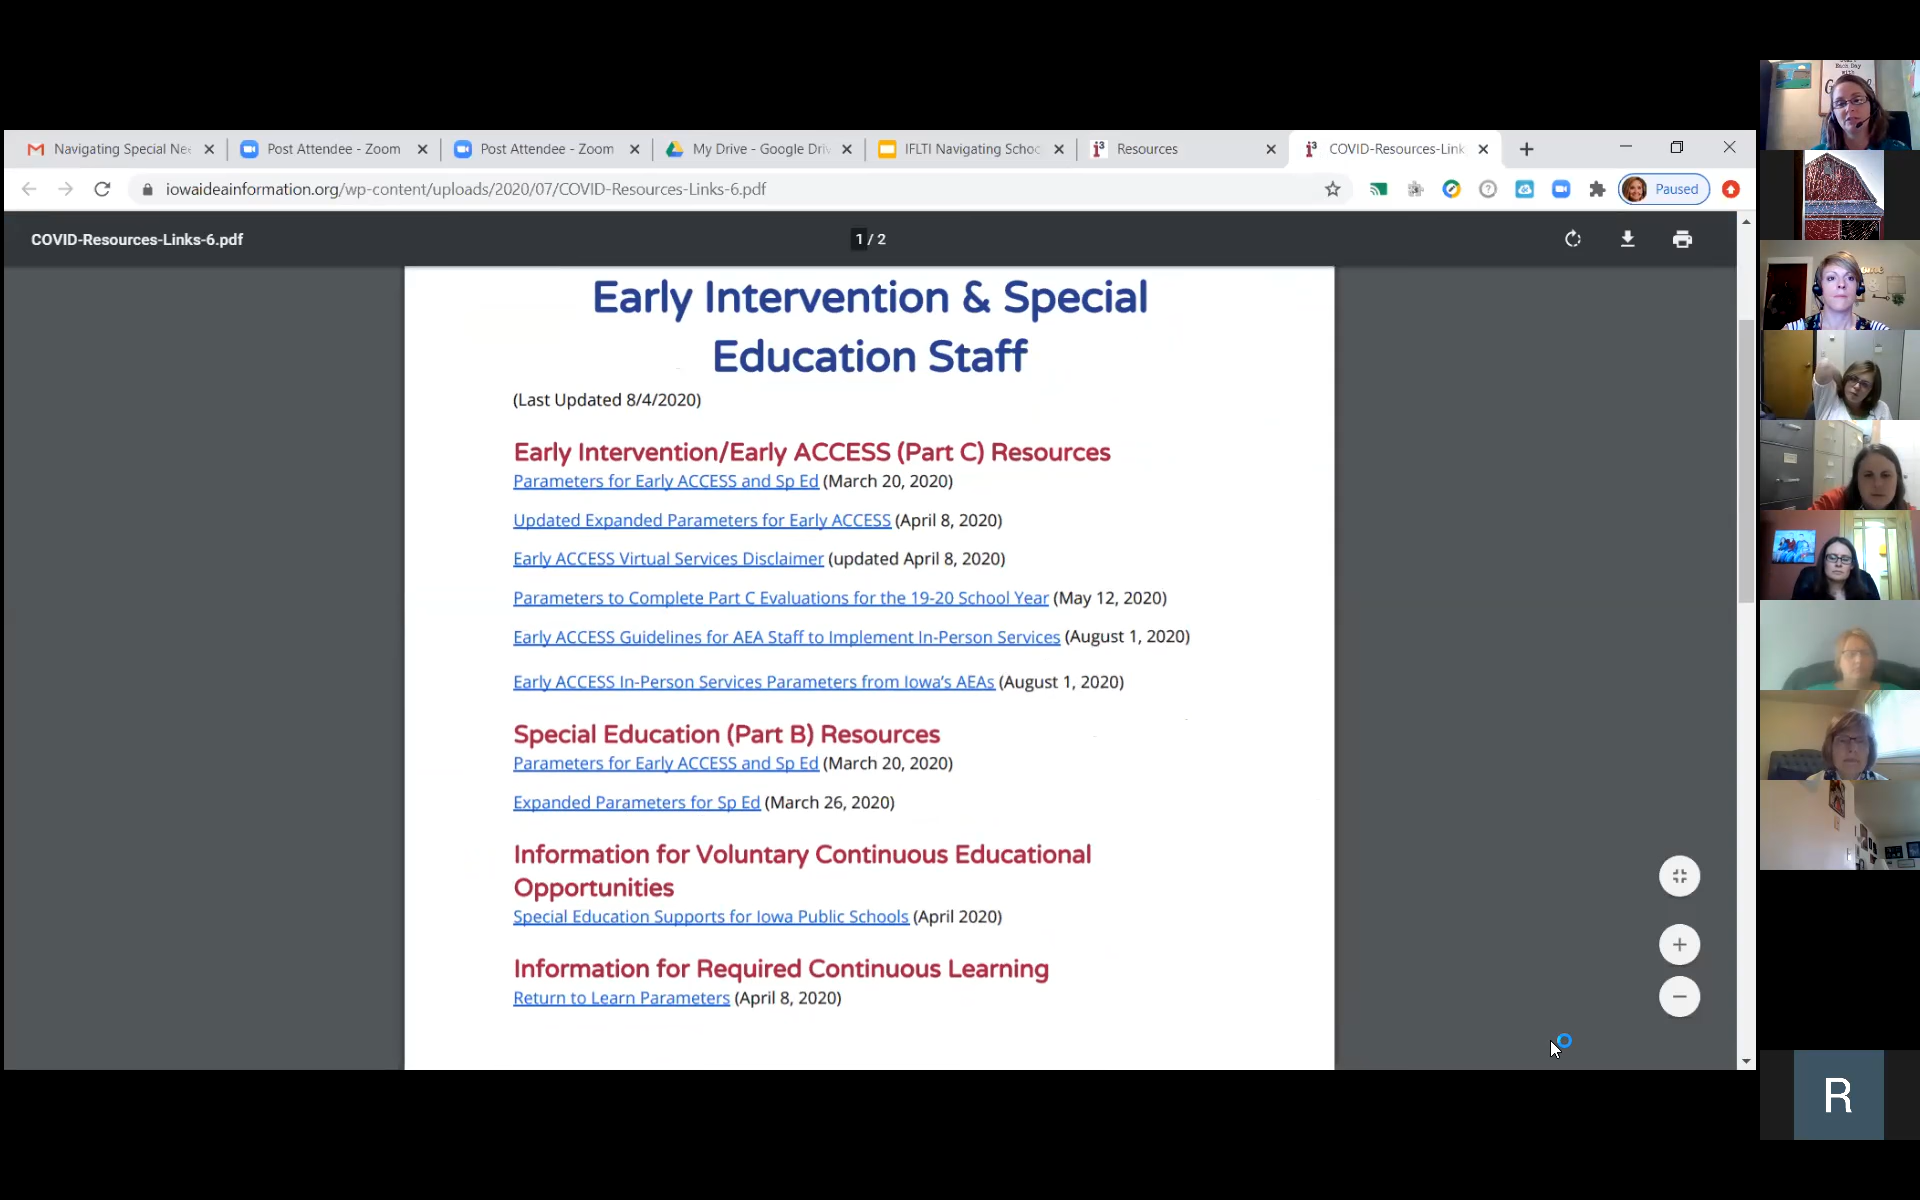 Navigating Special Ne
Post Attendee - Zoom
Post Attendee - Zoom
My Drive - Google Driv
IFLTI Navigating Schoo
i3 Resources
i3 COVID-Resources-Link
iowaideainformation.org/wp-content/uploads/2020/07/COVID-Resources-Links-6.pdf
Paused
COVID-Resources-Links-6.pdf
1 / 2
Early Intervention & Special
Education Staff
(Last Updated 8/4/2020)
Early Intervention/Early ACCESS (Part C) Resources
Parameters for Early ACCESS and Sp Ed (March 20, 2020)
Updated Expanded Parameters for Early ACCESS (April 8, 2020)
Early ACCESS Virtual Services Disclaimer (updated April 8, 2020)
Parameters to Complete Part C Evaluations for the 19-20 School Year (May 12, 2020)
Early ACCESS Guidelines for AEA Staff to Implement In-Person Services (August 1, 2020)
Early ACCESS In-Person Services Parameters from Iowa's AEAs (August 1, 2020)
Special Education (Part B) Resources
Parameters for Early ACCESS and Sp Ed (March 20, 2020)
Expanded Parameters for Sp Ed (March 26, 2020)
Information for Voluntary Continuous Educational
Opportunities
Special Education Supports for Iowa Public Schools (April 2020)
Information for Required Continuous Learning
Return to Learn Parameters (April 8, 2020)
Each Day
with
R